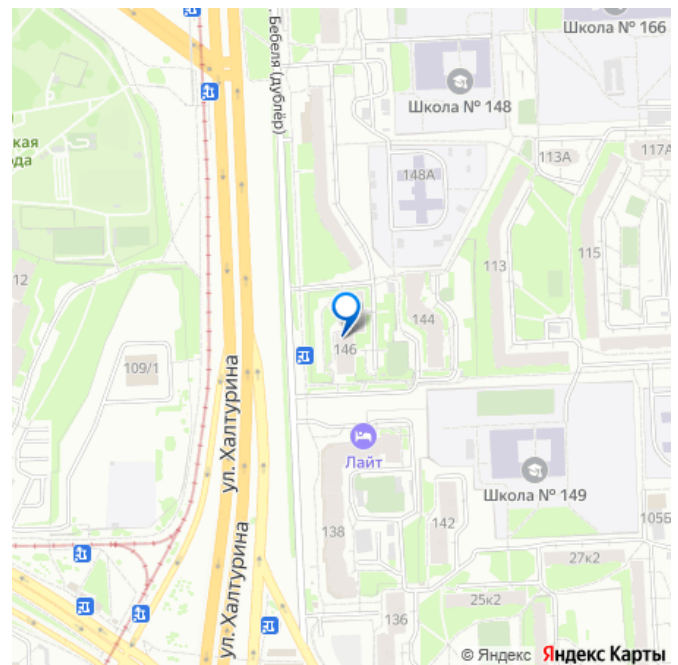 Школа № 166
Бебеля (дублёр)
Школа № 148
кая
ода
113А
117А
148А
12
113
115
144
146
109/1
ул. Халтурина
Лайт
Школа № 149
ул. Халтурина
138
142
105Б
27к2
25к2
136
© Яндекс Яндекс Карты